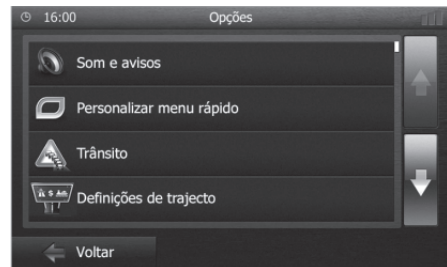 16:00
Opções
Som e avisos
Personalizar menu rápido
Trânsito
Definições de trajecto
Voltar